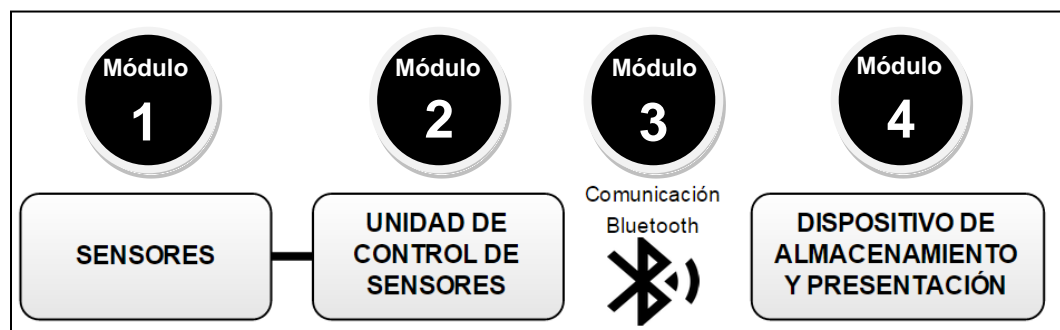 Módulo
1
Módulo
2
Módulo
3
Módulo
4
SENSORES
UNIDAD DE
CONTROL DE
SENSORES
Comunicación
Bluetooth
DISPOSITIVO DE
ALMACENAMIENTO
Y PRESENTACIÓN